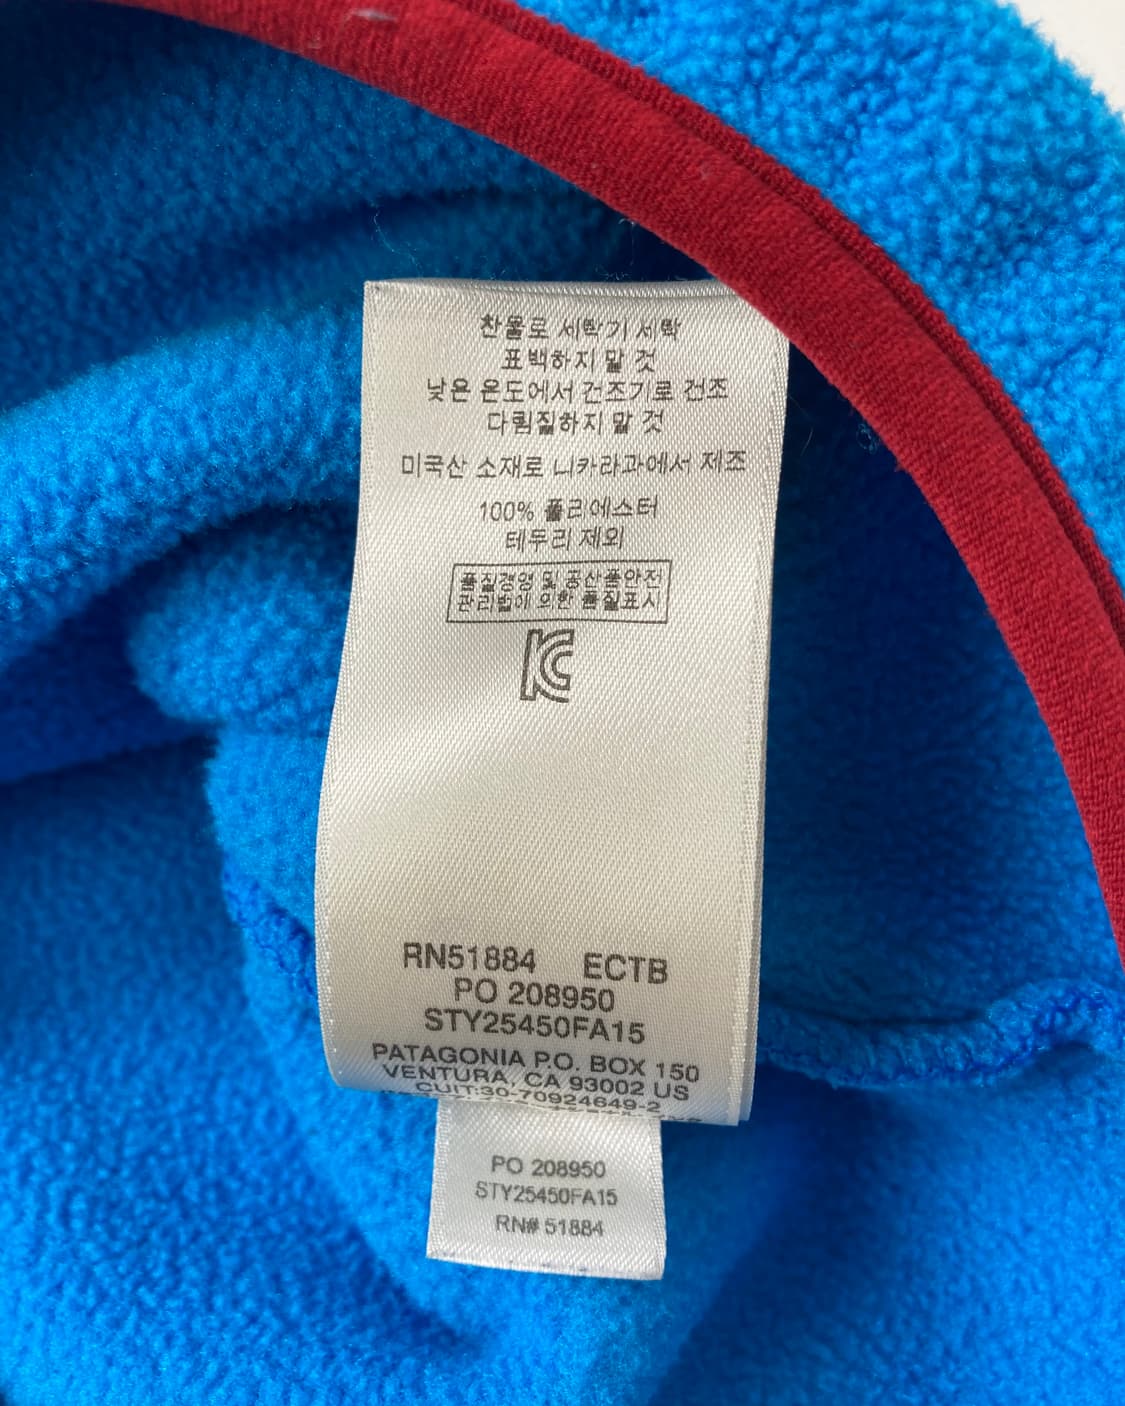 찬물로 세탁기 세탁
표백하지 말 것
낮은 온도에서 건조기로 건조
다림질하지 말 것
미국산 소재로 니카라과에서 제조
100% 폴리에스터
테두리 제외
품질경영 및 공산품안전
관리법에 의한 품질표시
KC
RN51884 ECTB
PO 208950
STY25450FA15
PATAGONIA P.O. BOX 150
VENTURA, CA 93002 US
CUIT:30-70924649-2
PO 208950
STY25450FA15
RN# 51884